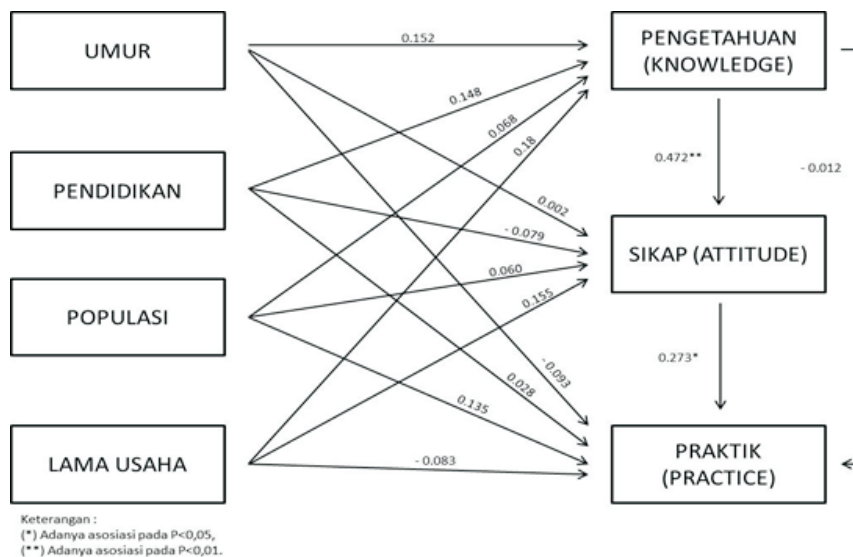 UMUR
0.152
PENGETAHUAN
(KNOWLEDGE)
0.148
0.068
0.18
0.472**
- 0.012
PENDIDIKAN
0.002
- 0.079
SIKAP (ATTITUDE)
0.060
POPULASI
0.155
0.273*
- 0.093
0.028
0.135
LAMA USAHA
- 0.083
PRAKTIK
(PRACTICE)
Keterangan :
(*) Adanya asosiasi pada P<0,05,
(**) Adanya asosiasi pada P<0,01.